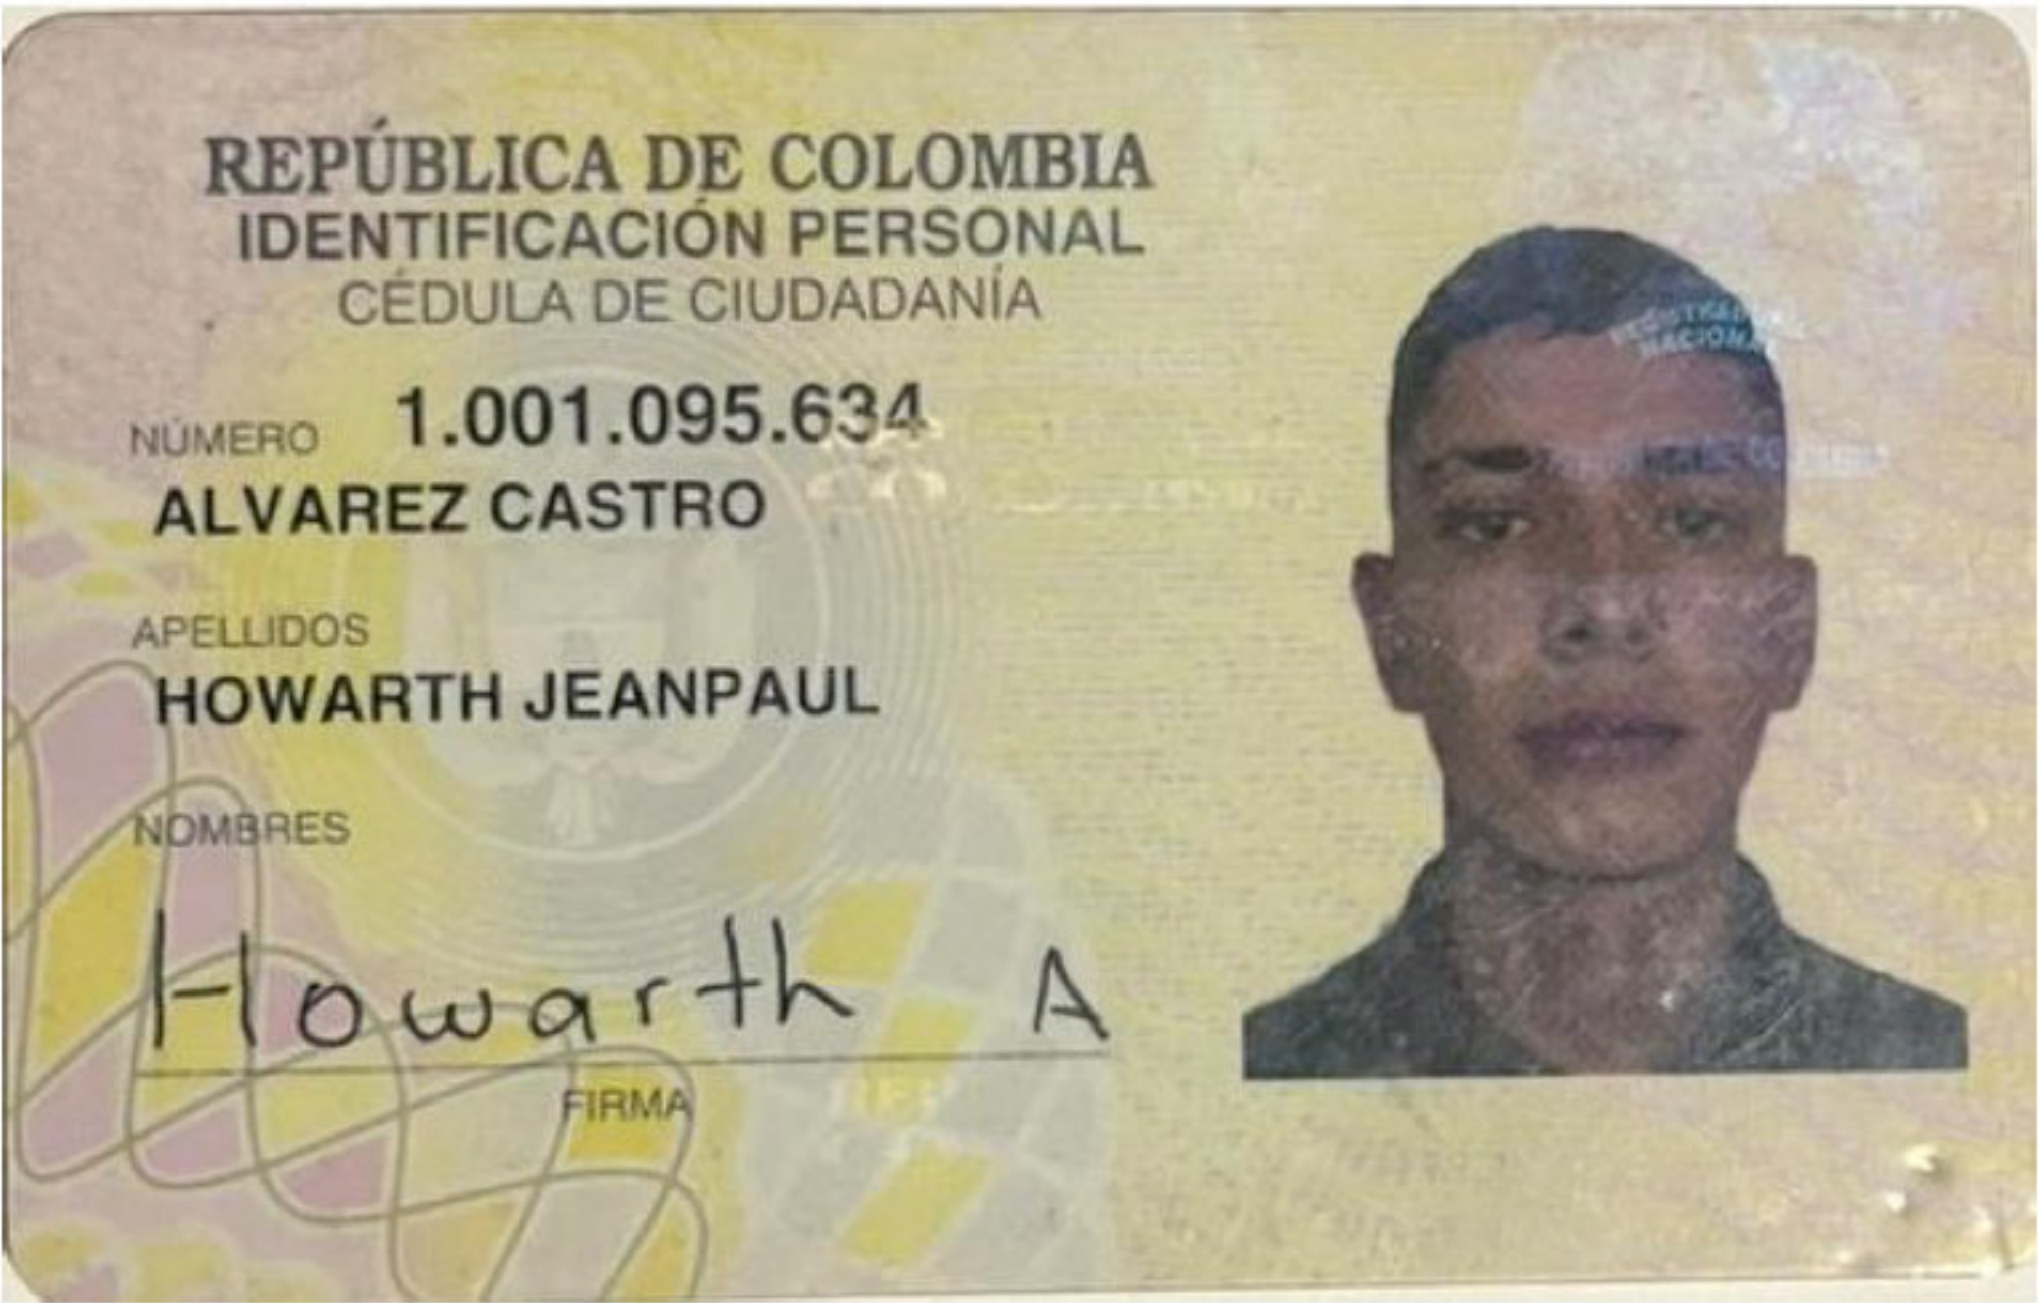 REPÚBLICA DE COLOMBIA
IDENTIFICACIÓN PERSONAL
CÉDULA DE CIUDADANÍA
NÚMERO 1.001.095.634
ALVAREZ CASTRO
APELLIDOS
HOWARTH JEANPAUL
NOMBRES
Howarth A
FIRMA